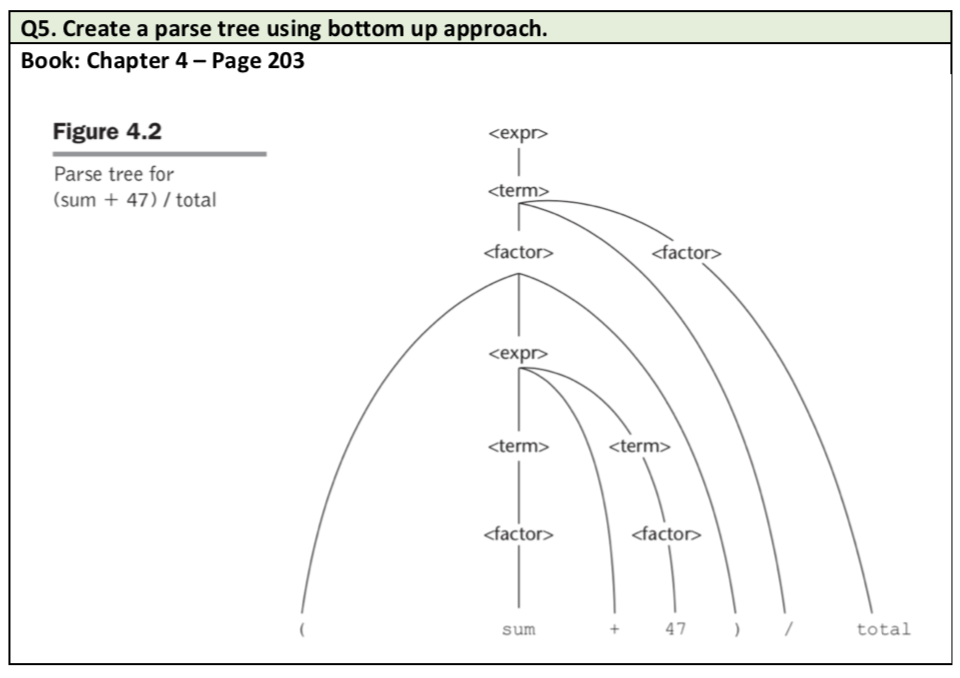 Q5. Create a parse tree using bottom up approach.
Book: Chapter 4 – Page 203
Figure 4.2
Parse tree for
(sum + 47) / total
<expr>
<term>
<factor> <factor>
<expr>
<term> <term>
<factor> <factor>
( sum + 47 ) / total